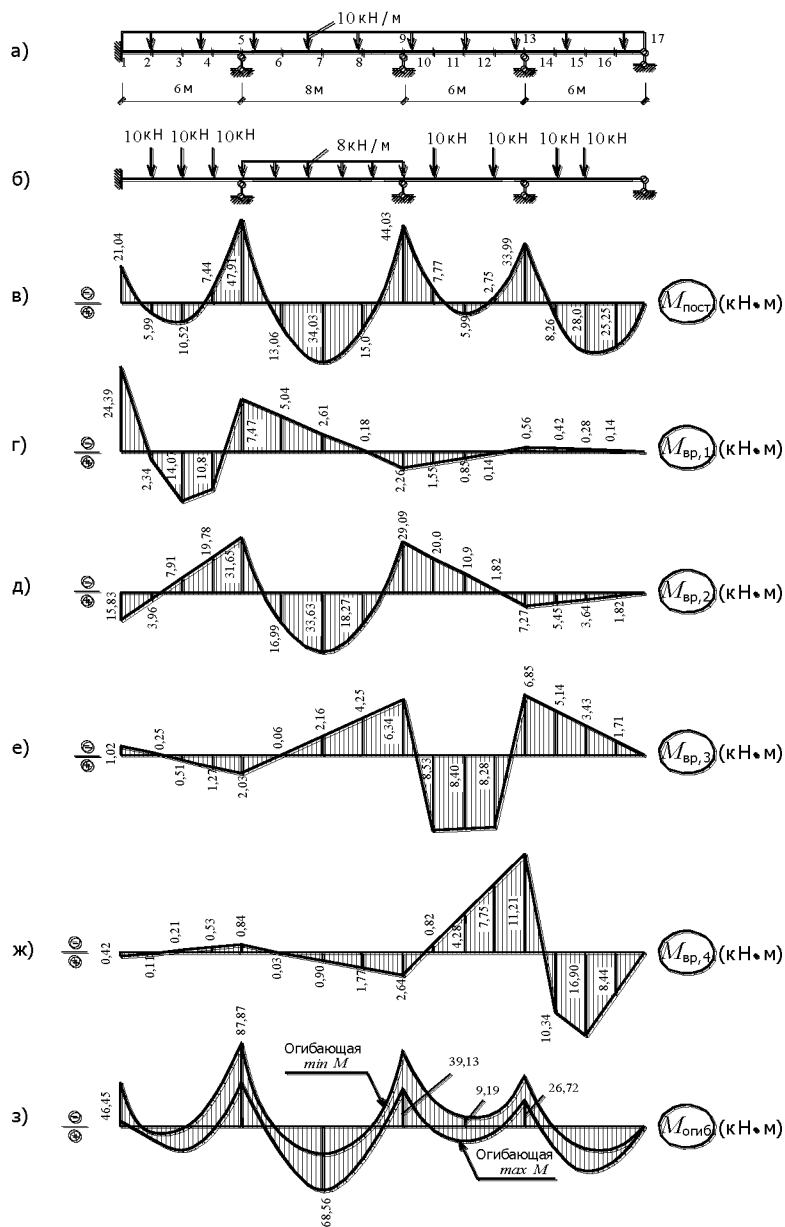 а)
10 кН / м
1 2 3 4 5 6 7 8 9 10 11 12 13 14 15 16 17
6м 8м 6м 6м
б)
10кН 10кН 10кН 8кН / м 10кН 10кН 10кН 10кН
в)
21,04 5,99 10,52 7,44 47,91 13,06 34,03 15,0 44,03 7,77 5,99 2,75 33,99 8,26 28,0 25,25
Mпост (кН•м)
г)
24,39 2,34 14,07 10,8 7,47 5,04 2,61 0,18 2,26 1,55 0,85 0,14 0,56 0,42 0,28 0,14
Mвр,1 (кН•м)
д)
15,83 3,96 7,91 19,78 31,65 16,99 33,63 18,27 29,09 20,0 10,9 1,82 7,27 5,45 3,64 1,82
Mвр,2 (кН•м)
е)
1,02 0,25 0,51 1,27 2,03 0,06 2,16 4,25 6,34 8,53 8,40 8,28 6,85 5,14 3,43 1,71
Mвр,3 (кН•м)
ж)
0,42 0,11 0,21 0,53 0,84 0,03 0,90 1,77 2,64 0,82 4,28 7,75 11,21 10,34 16,90 8,44
Mвр,4 (кН•м)
з)
46,45 87,87 68,56 39,13 9,19 26,72
Огибающая
min M
Огибающая
max M
Mогиб (кН•м)